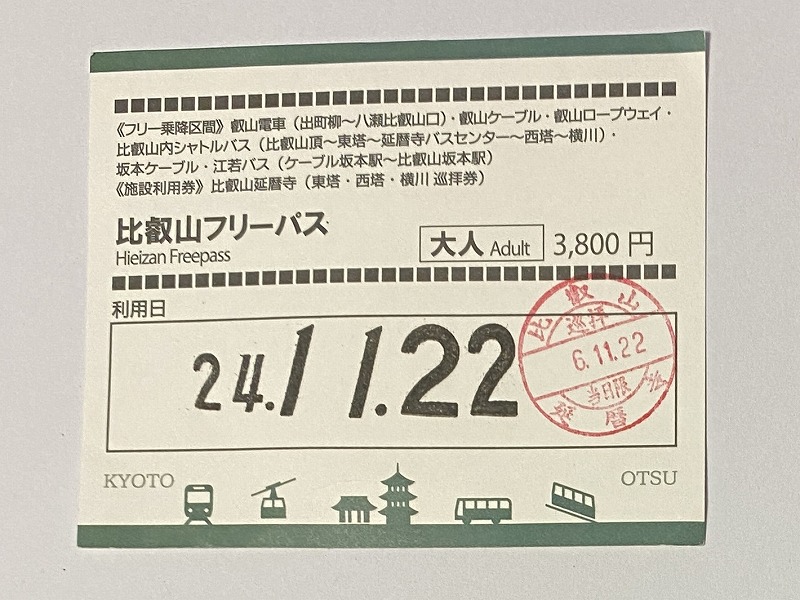 《フリー乗降区間》叡山電車（出町柳～八瀬比叡山口）・叡山ケーブル・叡山ロープウェイ・
比叡山内シャトルバス（比叡山頂～東塔～延暦寺バスセンター～西塔～横川）・
坂本ケーブル・江若バス（ケーブル坂本駅～比叡山坂本駅）
《施設利用券》比叡山延暦寺（東塔・西塔・横川 巡拝券）
比叡山フリーパス
Hieizan Freepass
大人 Adult 3,800 円
利用日
24.11.22
比叡山
巡拝
6.11.22
当日限
延暦寺
KYOTO
OTSU